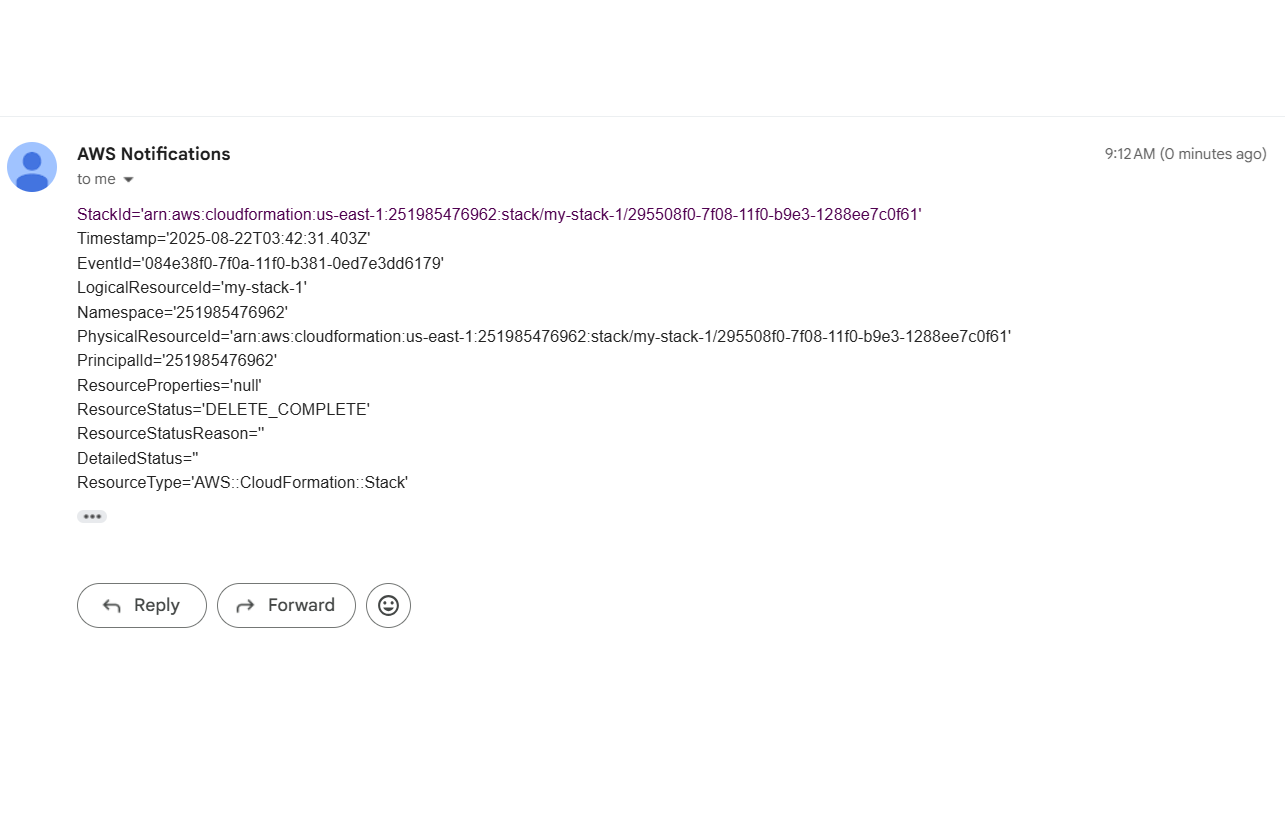 AWS Notifications
9:12 AM (0 minutes ago)
to me
StackId='arn:aws:cloudformation:us-east-1:251985476962:stack/my-stack-1/295508f0-7f08-11f0-b9e3-1288ee7c0f61'
Timestamp='2025-08-22T03:42:31.403Z'
EventId='084e38f0-7f0a-11f0-b381-0ed7e3dd6179'
LogicalResourceId='my-stack-1'
Namespace='251985476962'
PhysicalResourceId='arn:aws:cloudformation:us-east-1:251985476962:stack/my-stack-1/295508f0-7f08-11f0-b9e3-1288ee7c0f61'
PrincipalId='251985476962'
ResourceProperties='null'
ResourceStatus='DELETE_COMPLETE'
ResourceStatusReason=''
DetailedStatus=''
ResourceType='AWS::CloudFormation::Stack'
Reply
Forward